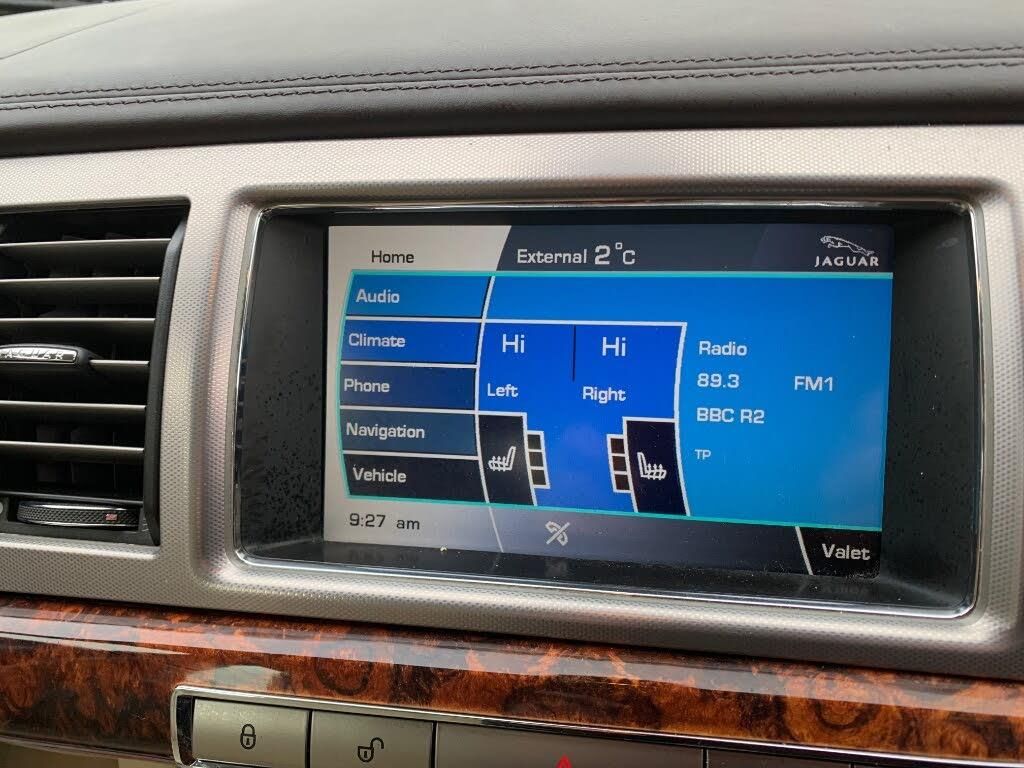 Home
External 2°C
JAGUAR
Audio
Climate
Phone
Navigation
Vehicle
Hi
Hi
Left
Right
Radio
89.3 FM1
BBC R2
TP
9:27 am
Valet
JAGUAR